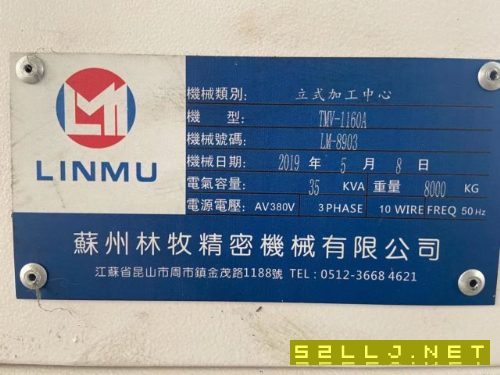 LINMU
機械類別: 立式加工中心
機 型: TMV-1160A
機械號碼: LM-8903
機械日期: 2019 年 5 月 8 日
電氣容量: 35 KVA 重量 8000 KG
電源電壓: AV380V 3 PHASE 10 WIRE FREQ 50Hz
蘇州林牧精密機械有限公司
江蘇省昆山市周市鎮金茂路1188號 TEL : 0512-3668 4621
52LLJ.NET